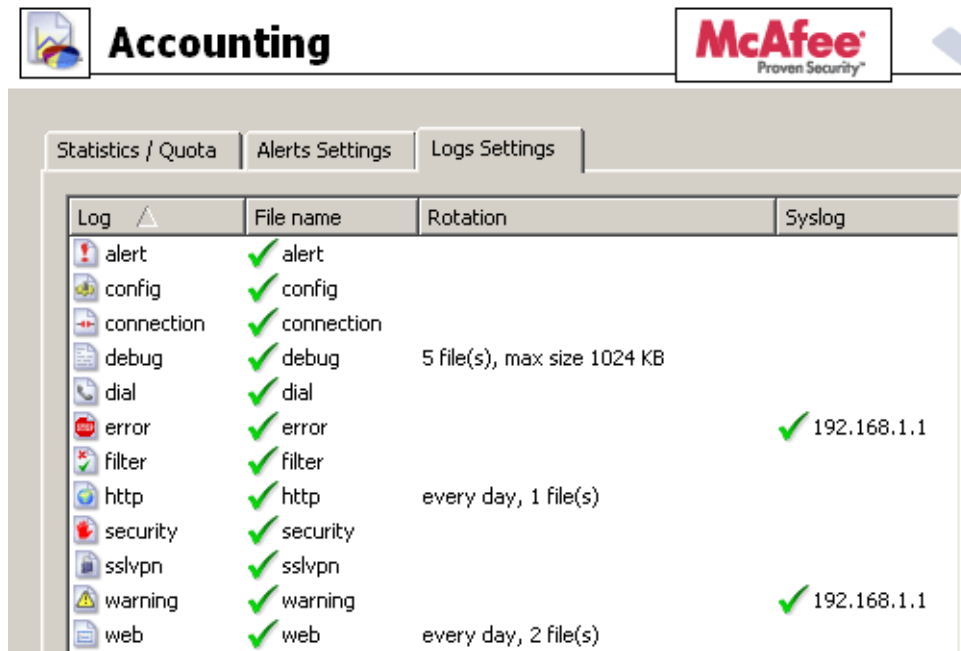 Accounting
McAfee
Proven Security™
Statistics / Quota Alerts Settings Logs Settings
Log File name Rotation Syslog
alert alert
config config
connection connection
debug debug 5 file(s), max size 1024 KB
dial dial
error error 192.168.1.1
filter filter
http http every day, 1 file(s)
security security
sslvpn sslvpn
warning warning 192.168.1.1
web web every day, 2 file(s)